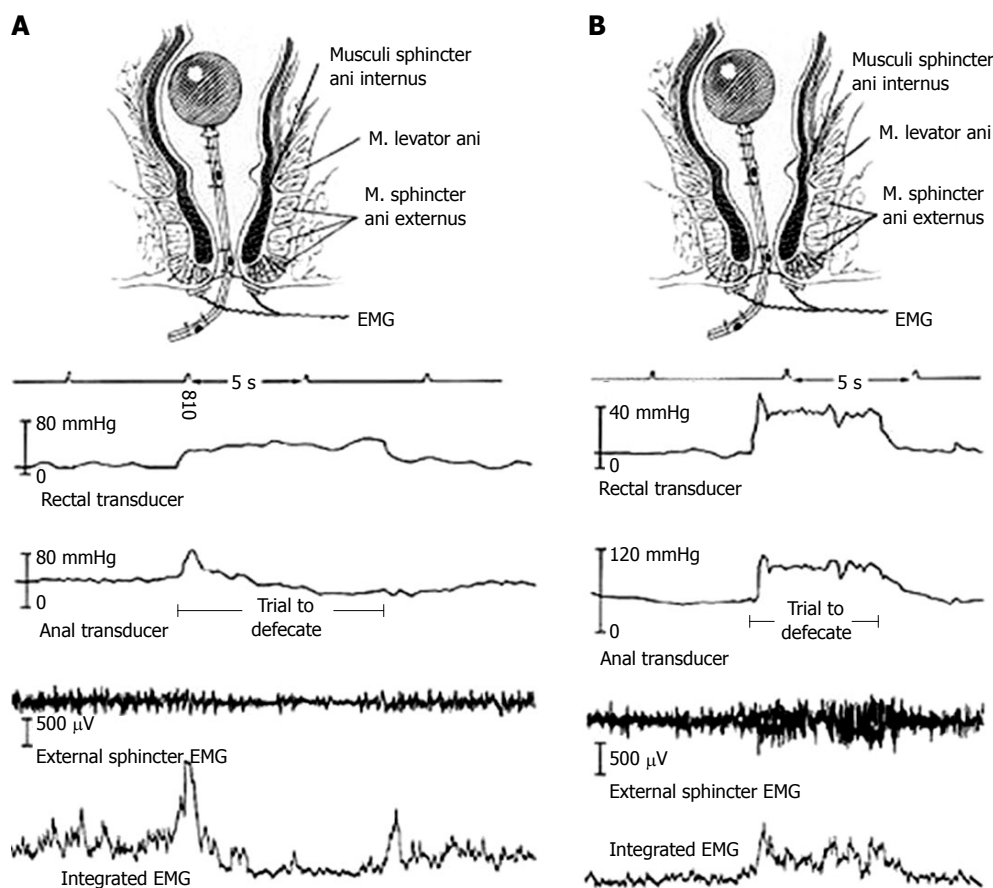 A
Musculi sphincter
ani internus
M. levator ani
M. sphincter
ani externus
EMG
5 s
810
80 mmHg
0
Rectal transducer
80 mmHg
0
Anal transducer
Trial to
defecate
500 µV
External sphincter EMG
Integrated EMG
B
Musculi sphincter
ani internus
M. levator ani
M. sphincter
ani externus
EMG
5 s
40 mmHg
0
Rectal transducer
120 mmHg
0
Anal transducer
Trial to
defecate
500 µV
External sphincter EMG
Integrated EMG